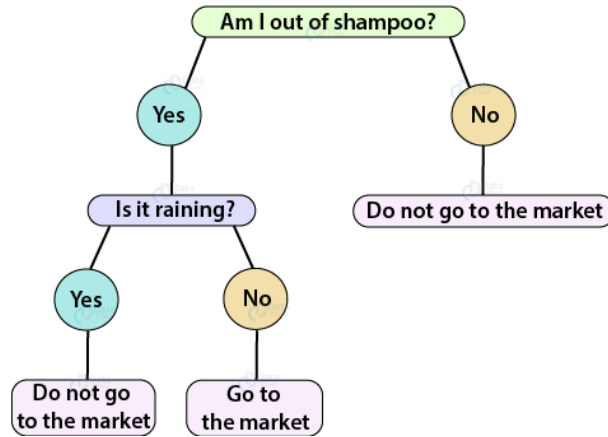 Am I out of shampoo?
Yes
No
Is it raining?
Do not go to the market
Yes
No
Do not go
to the market
Go to
the market